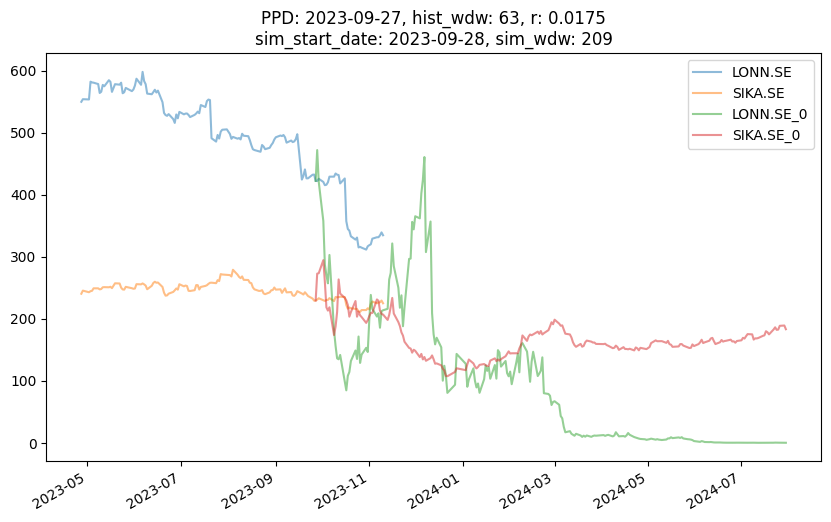 PPD: 2023-09-27, hist_wdw: 63, r: 0.0175
sim_start_date: 2023-09-28, sim_wdw: 209
LONN.SE
SIKA.SE
LONN.SE_0
SIKA.SE_0
600
500
400
300
200
100
0
2023-05
2023-07
2023-09
2023-11
2024-01
2024-03
2024-05
2024-07